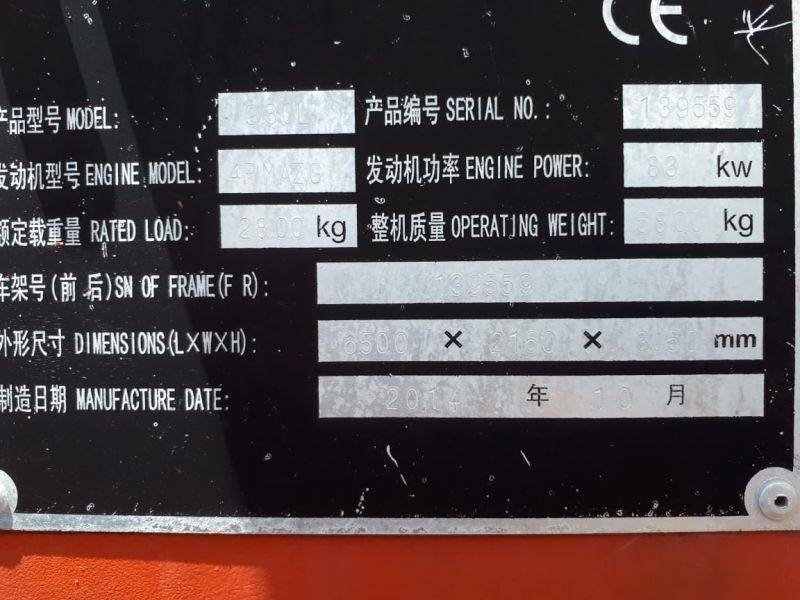 CE
产品型号 MODEL: 产品编号 SERIAL NO.: 139559
发动机型号 ENGINE MODEL: 发动机功率 ENGINE POWER: 83 kw
额定载重量 RATED LOAD: 2800 kg 整机质量 OPERATING WEIGHT: kg
车架号(前 后)SN OF FRAME(F R): 139559
外形尺寸 DIMENSIONS(L×W×H): 6500 × 2160 × mm
制造日期 MANUFACTURE DATE: 2014 年 10 月